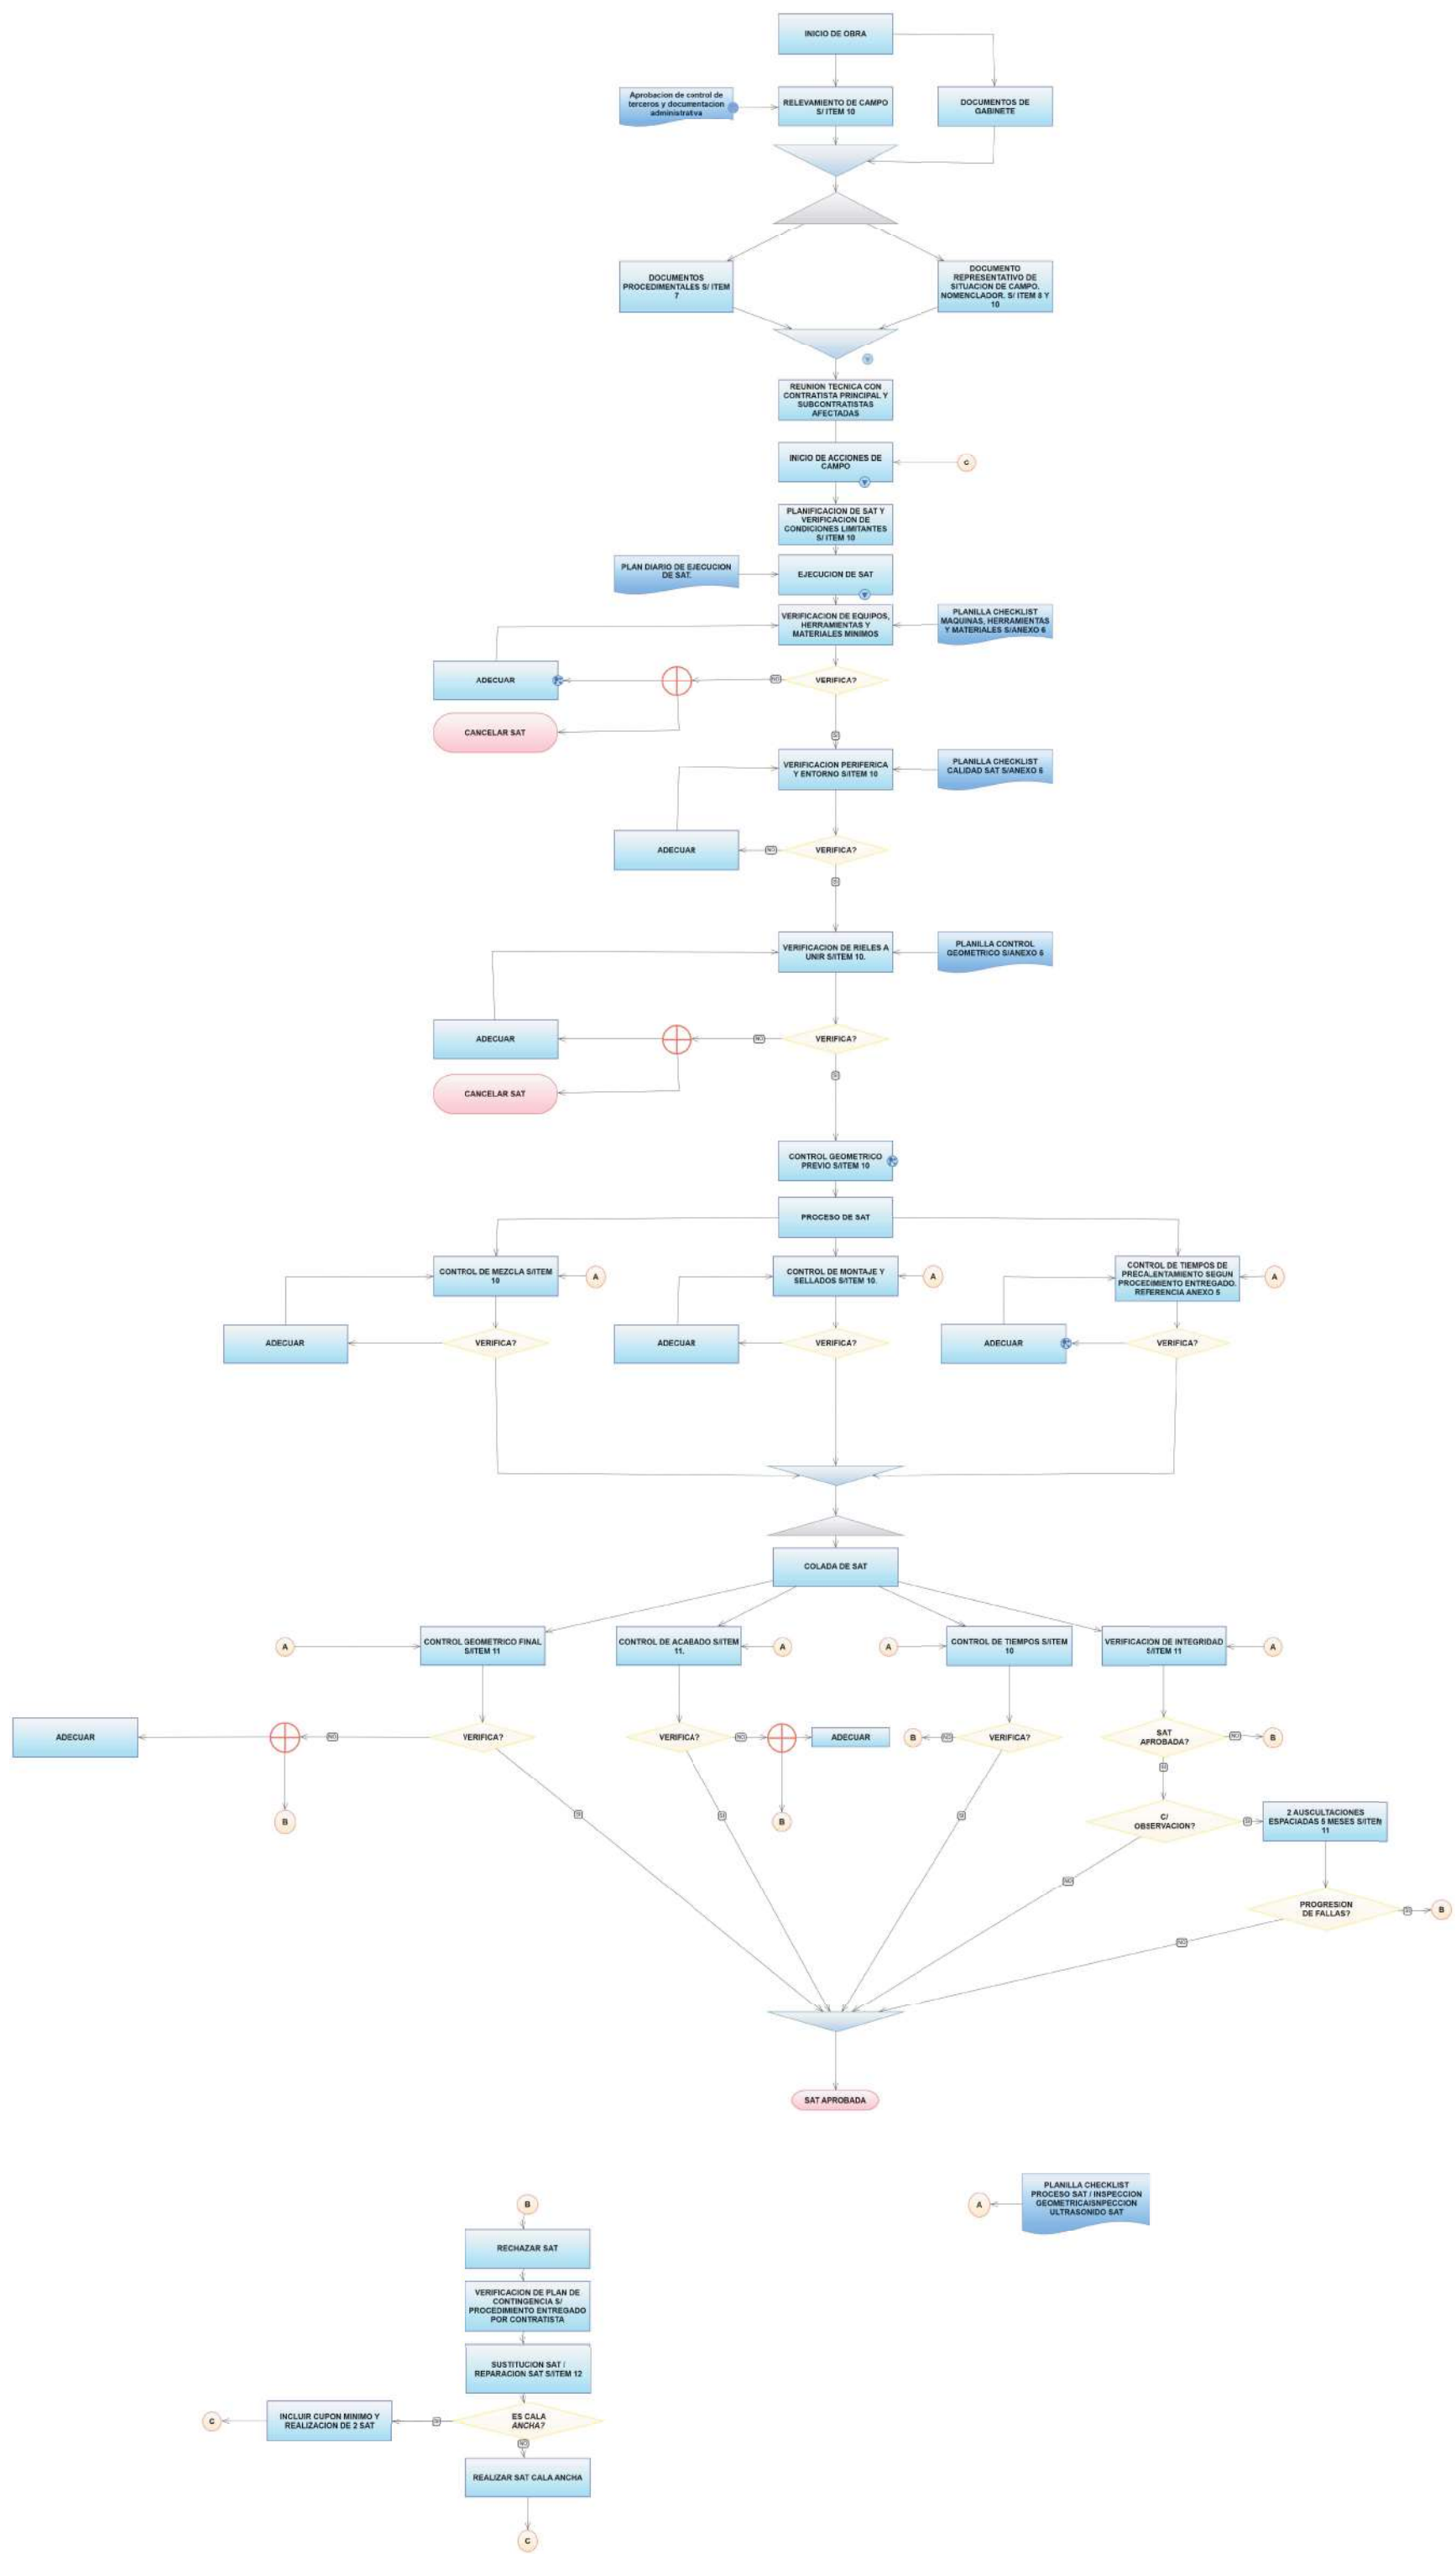 INICIO DE OBRA
Aprobacion de control de
terceros y documentacion
administrativa
RELEVAMIENTO DE CAMPO
S/ ITEM 10
DOCUMENTOS DE
GABINETE
DOCUMENTOS
PROCEDIMENTALES S/ ITEM
7
DOCUMENTO
REPRESENTATIVO DE
SITUACION DE CAMPO.
NOMENCLADOR. S/ ITEM 8 Y
10
REUNION TECNICA CON
CONTRATISTA PRINCIPAL Y
SUBCONTRATISTAS
AFECTADAS
INICIO DE ACCIONES DE
CAMPO
C
PLANIFICACION DE SAT Y
VERIFICACION DE
CONDICIONES LIMITANTES
S/ ITEM 10
PLAN DIARIO DE EJECUCION
DE SAT.
EJECUCION DE SAT
VERIFICACION DE EQUIPOS,
HERRAMIENTAS Y
MATERIALES MINIMOS
PLANILLA CHECKLIST
MAQUINAS, HERRAMIENTAS
Y MATERIALES S/ANEXO 6
ADECUAR
NO
VERIFICA?
CANCELAR SAT
SI
VERIFICACION PERIFERICA
Y ENTORNO S/ITEM 10
PLANILLA CHECKLIST
CALIDAD SAT S/ANEXO 6
ADECUAR
NO
VERIFICA?
SI
VERIFICACION DE RIELES A
UNIR S/ITEM 10.
PLANILLA CONTROL
GEOMETRICO S/ANEXO 5
ADECUAR
NO
VERIFICA?
CANCELAR SAT
SI
CONTROL GEOMETRICO
PREVIO S/ITEM 10
PROCESO DE SAT
CONTROL DE MEZCLA S/ITEM
10
A
CONTROL DE MONTAJE Y
SELLADOS S/ITEM 10.
A
CONTROL DE TIEMPOS DE
PRECALENTAMIENTO SEGUN
PROCEDIMIENTO ENTREGADO.
REFERENCIA ANEXO 5
A
ADECUAR
VERIFICA?
ADECUAR
VERIFICA?
ADECUAR
VERIFICA?
COLADA DE SAT
A
CONTROL GEOMETRICO FINAL
S/ITEM 11
CONTROL DE ACABADO S/ITEM
11.
A
A
CONTROL DE TIEMPOS S/ITEM
10
VERIFICACION DE INTEGRIDAD
S/ITEM 11
A
ADECUAR
NO
VERIFICA?
VERIFICA?
NO
ADECUAR
B
NO
VERIFICA?
SAT
APROBADA?
NO
B
SI
B
SI
SI
B
SI
C/
OBSERVACION?
SI
2 AUSCULTACIONES
ESPACIADAS 5 MESES S/ITEM
11
NO
PROGRESION
DE FALLAS?
SI
B
NO
SAT APROBADA
B
A
PLANILLA CHECKLIST
PROCESO SAT / INSPECCION
GEOMETRICA/ISNPECCION
ULTRASONIDO SAT
RECHAZAR SAT
VERIFICACION DE PLAN DE
CONTINGENCIA S/
PROCEDIMIENTO ENTREGADO
POR CONTRATISTA
SUSTITUCION SAT /
REPARACION SAT S/ITEM 12
C
INCLUIR CUPON MINIMO Y
REALIZACION DE 2 SAT
SI
ES CALA
ANCHA?
NO
REALIZAR SAT CALA ANCHA
C